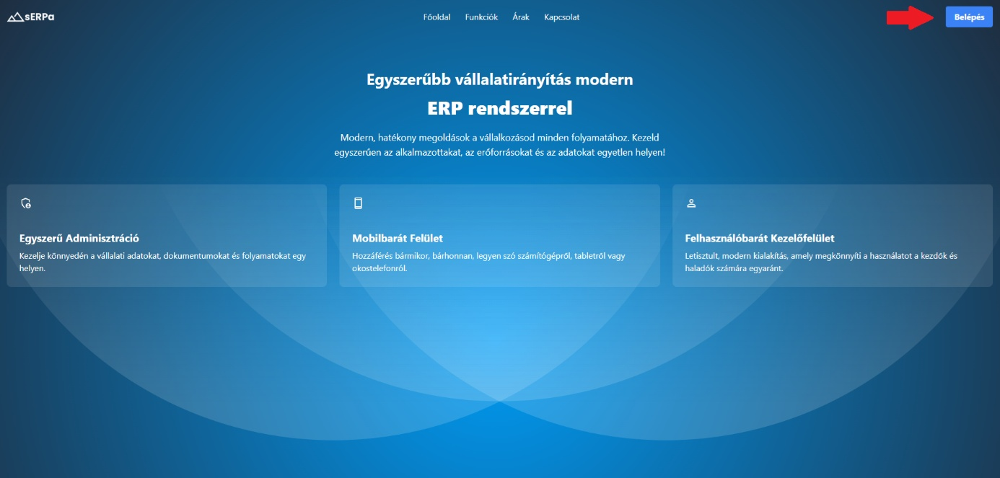 sERPa
Főoldal
Funkciók
Árak
Kapcsolat
Belépés
Egyszerűbb vállalatirányítás modern
ERP rendszerrel
Modern, hatékony megoldások a vállalkozásod minden folyamatához. Kezeld
egyszerűen az alkalmazottakat, az erőforrásokat és az adatokat egyetlen helyen!
Egyszerű Adminisztráció
Kezelje könnyedén a vállalati adatokat, dokumentumokat és folyamatokat egy
helyen.
Mobilbarát Felület
Hozzáférés bármikor, bárhonnan, legyen szó számítógépről, tabletről vagy
okostelefonról.
Felhasználóbarát Kezelőfelület
Letisztult, modern kialakítás, amely megkönnyíti a használatot a kezdők és
haladók számára egyaránt.